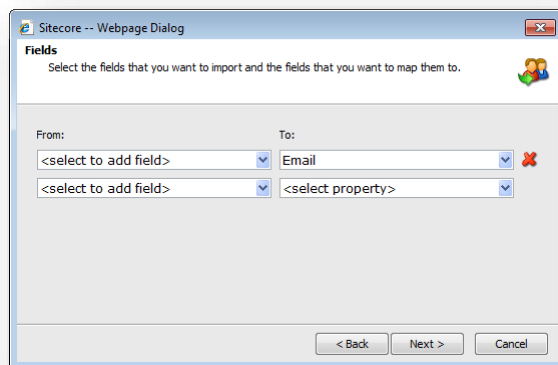 Sitecore -- Webpage Dialog
Fields
Select the fields that you want to import and the fields that you want to map them to.
From: To:
<select to add field> Email
<select to add field> <select property>
< Back Next > Cancel